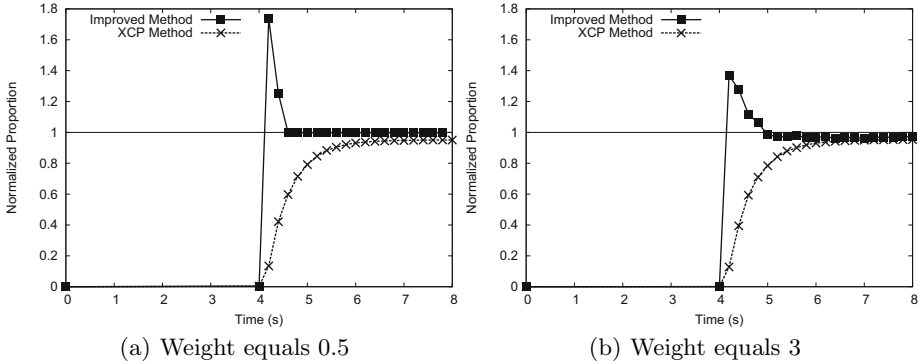 Improved Method
XCP Method
Normalized Proportion
1.8
1.6
1.4
1.2
1
0.8
0.6
0.4
0.2
0
0 1 2 3 4 5 6 7 8
Time (s)
(a) Weight equals 0.5
Improved Method
XCP Method
Normalized Proportion
1.8
1.6
1.4
1.2
1
0.8
0.6
0.4
0.2
0
0 1 2 3 4 5 6 7 8
Time (s)
(b) Weight equals 3